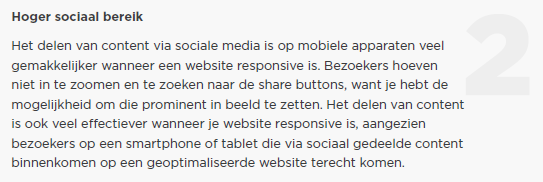 Hoger sociaal bereik
2
Het delen van content via sociale media is op mobiele apparaten veel
gemakkelijker wanneer een website responsive is. Bezoekers hoeven
niet in te zoomen en te zoeken naar de share buttons, want je hebt de
mogelijkheid om die prominent in beeld te zetten. Het delen van content
is ook veel effectiever wanneer je website responsive is, aangezien
bezoekers op een smartphone of tablet die via sociaal gedeelde content
binnenkomen op een geoptimaliseerde website terecht komen.